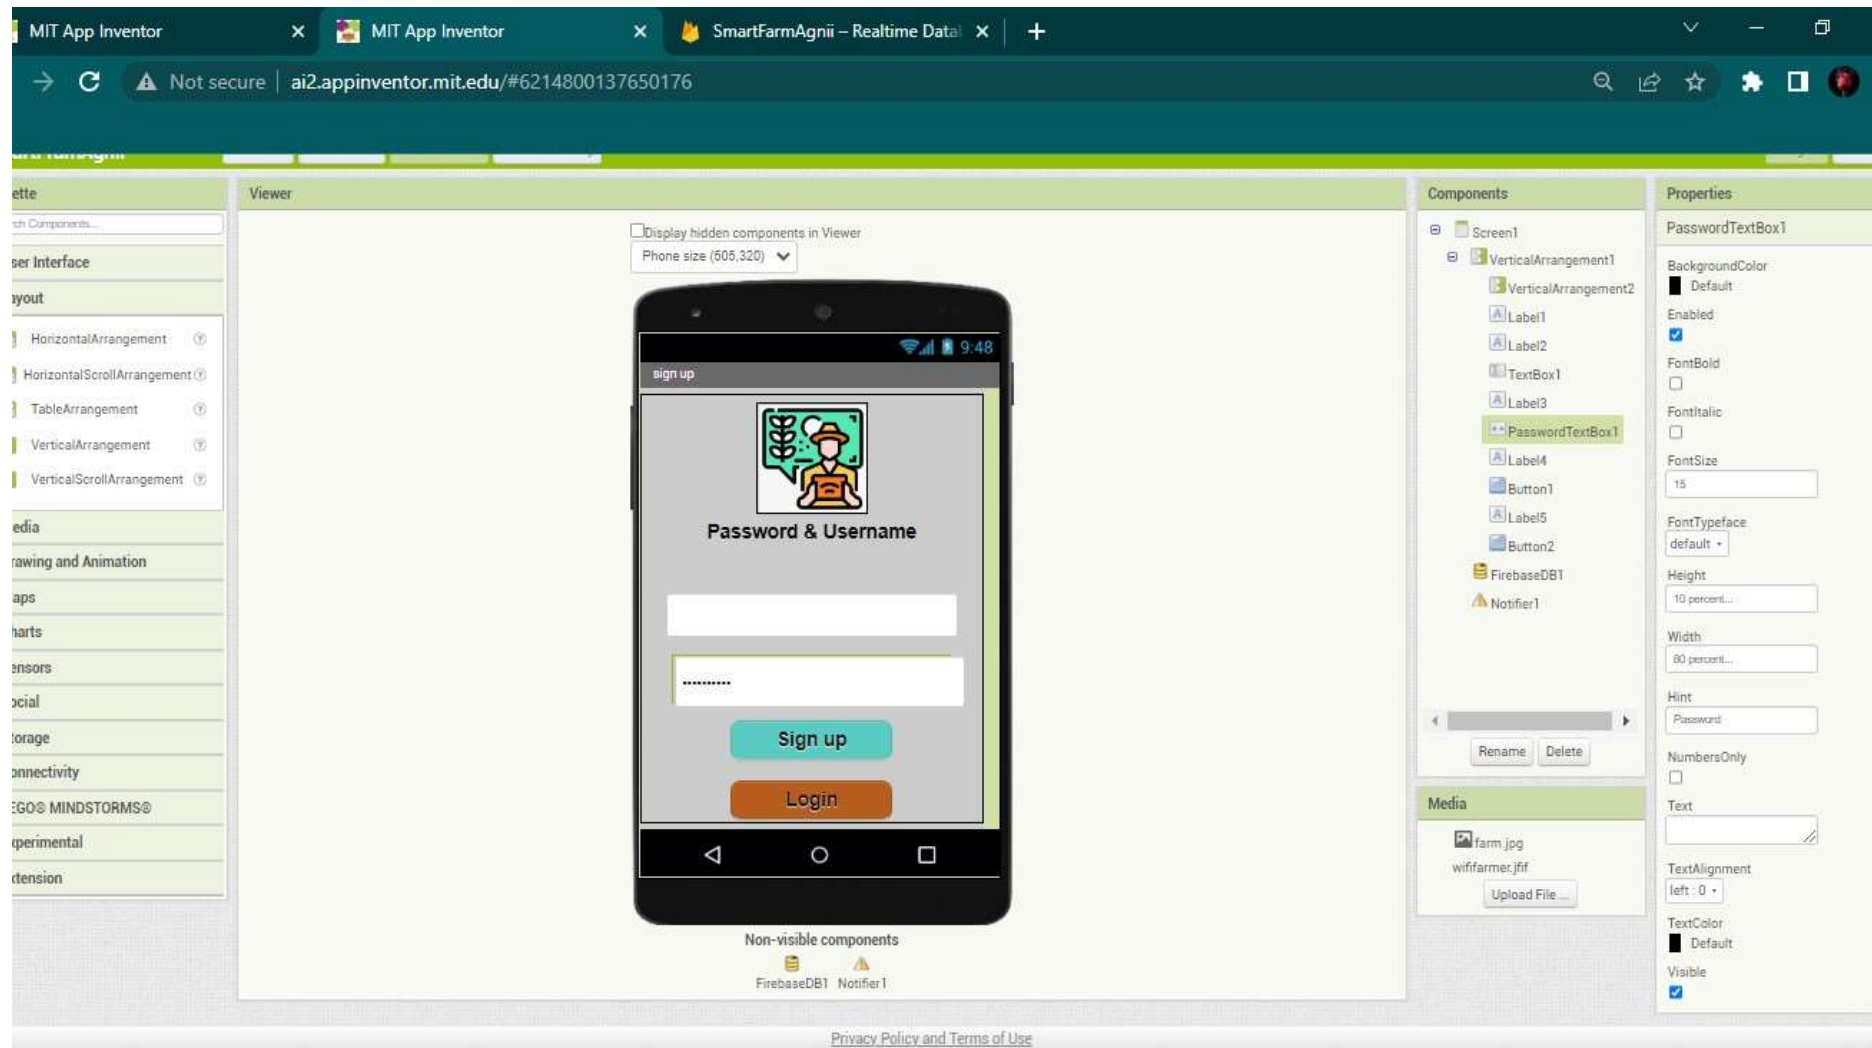 MIT App Inventor
MIT App Inventor
SmartFarmAgnii – Realtime Datal
Not secure
ai2.appinventor.mit.edu/#6214800137650176
ette
rch Components...
ser Interface
ayout
HorizontalArrangement
HorizontalScrollArrangement
TableArrangement
VerticalArrangement
VerticalScrollArrangement
edia
rawing and Animation
aps
harts
ensors
ocial
torage
onnectivity
EGO® MINDSTORMS®
xperimental
xtension
Viewer
Display hidden components in Viewer
Phone size (505,320)
9:48
sign up
Password & Username
Sign up
Login
Non-visible components
FirebaseDB1 Notifier1
Components
Screen1
VerticalArrangement1
VerticalArrangement2
Label1
Label2
TextBox1
Label3
PasswordTextBox1
Label4
Button1
Label5
Button2
FirebaseDB1
Notifier1
Rename Delete
Media
farm.jpg
wififarmer.jfif
Upload File ...
Properties
PasswordTextBox1
BackgroundColor
Default
Enabled
FontBold
FontItalic
FontSize
15
FontTypeface
default
Height
10 percent...
Width
80 percent...
Hint
Password
NumbersOnly
Text
TextAlignment
left : 0
TextColor
Default
Visible
Privacy Policy and Terms of Use